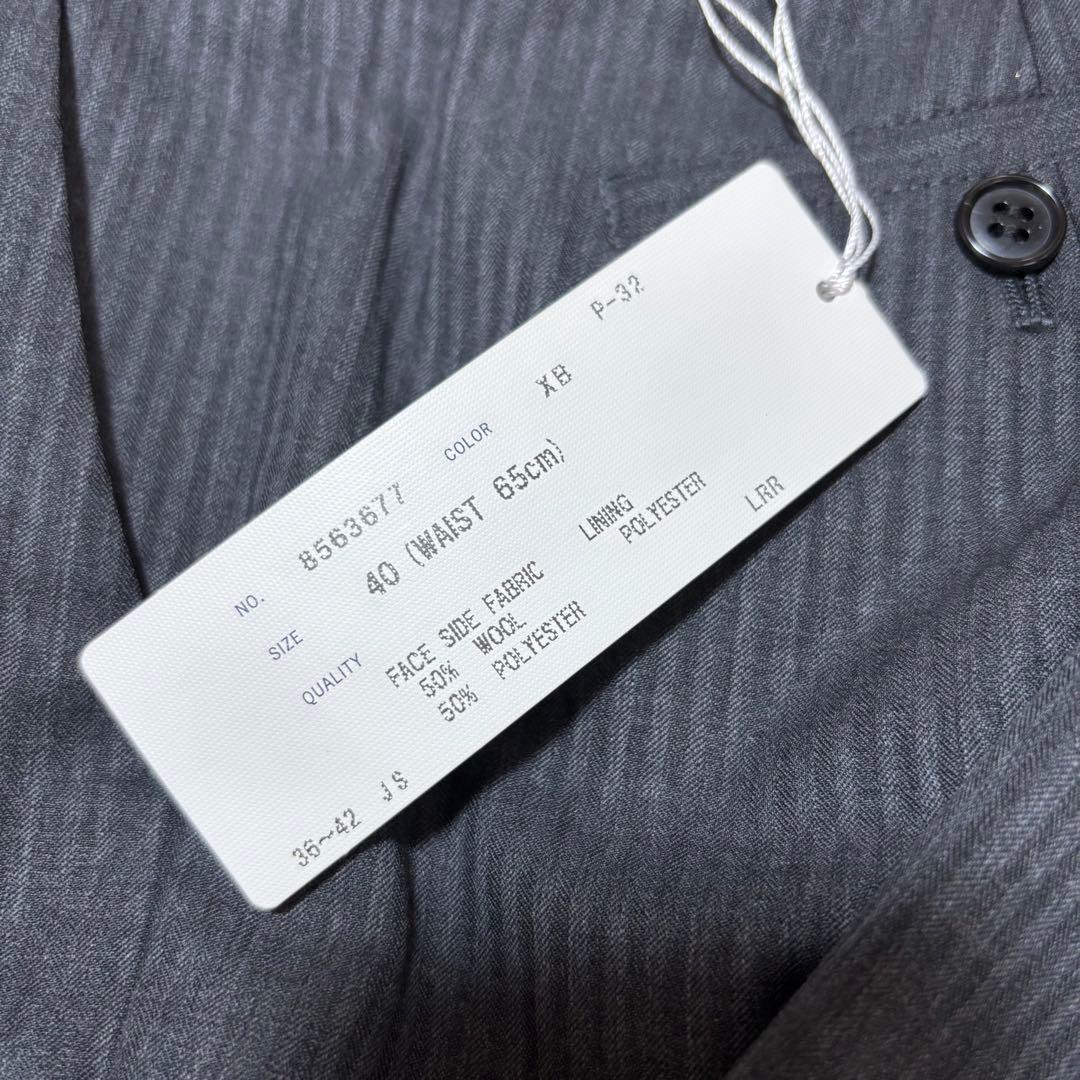 P-32
NO. 8563677 COLOR XB
SIZE 40 (WAIST 65cm)
QUALITY FACE SIDE FABRIC LINING
50% WOOL POLYESTER
50% POLYESTER
LRR
36~42 JS